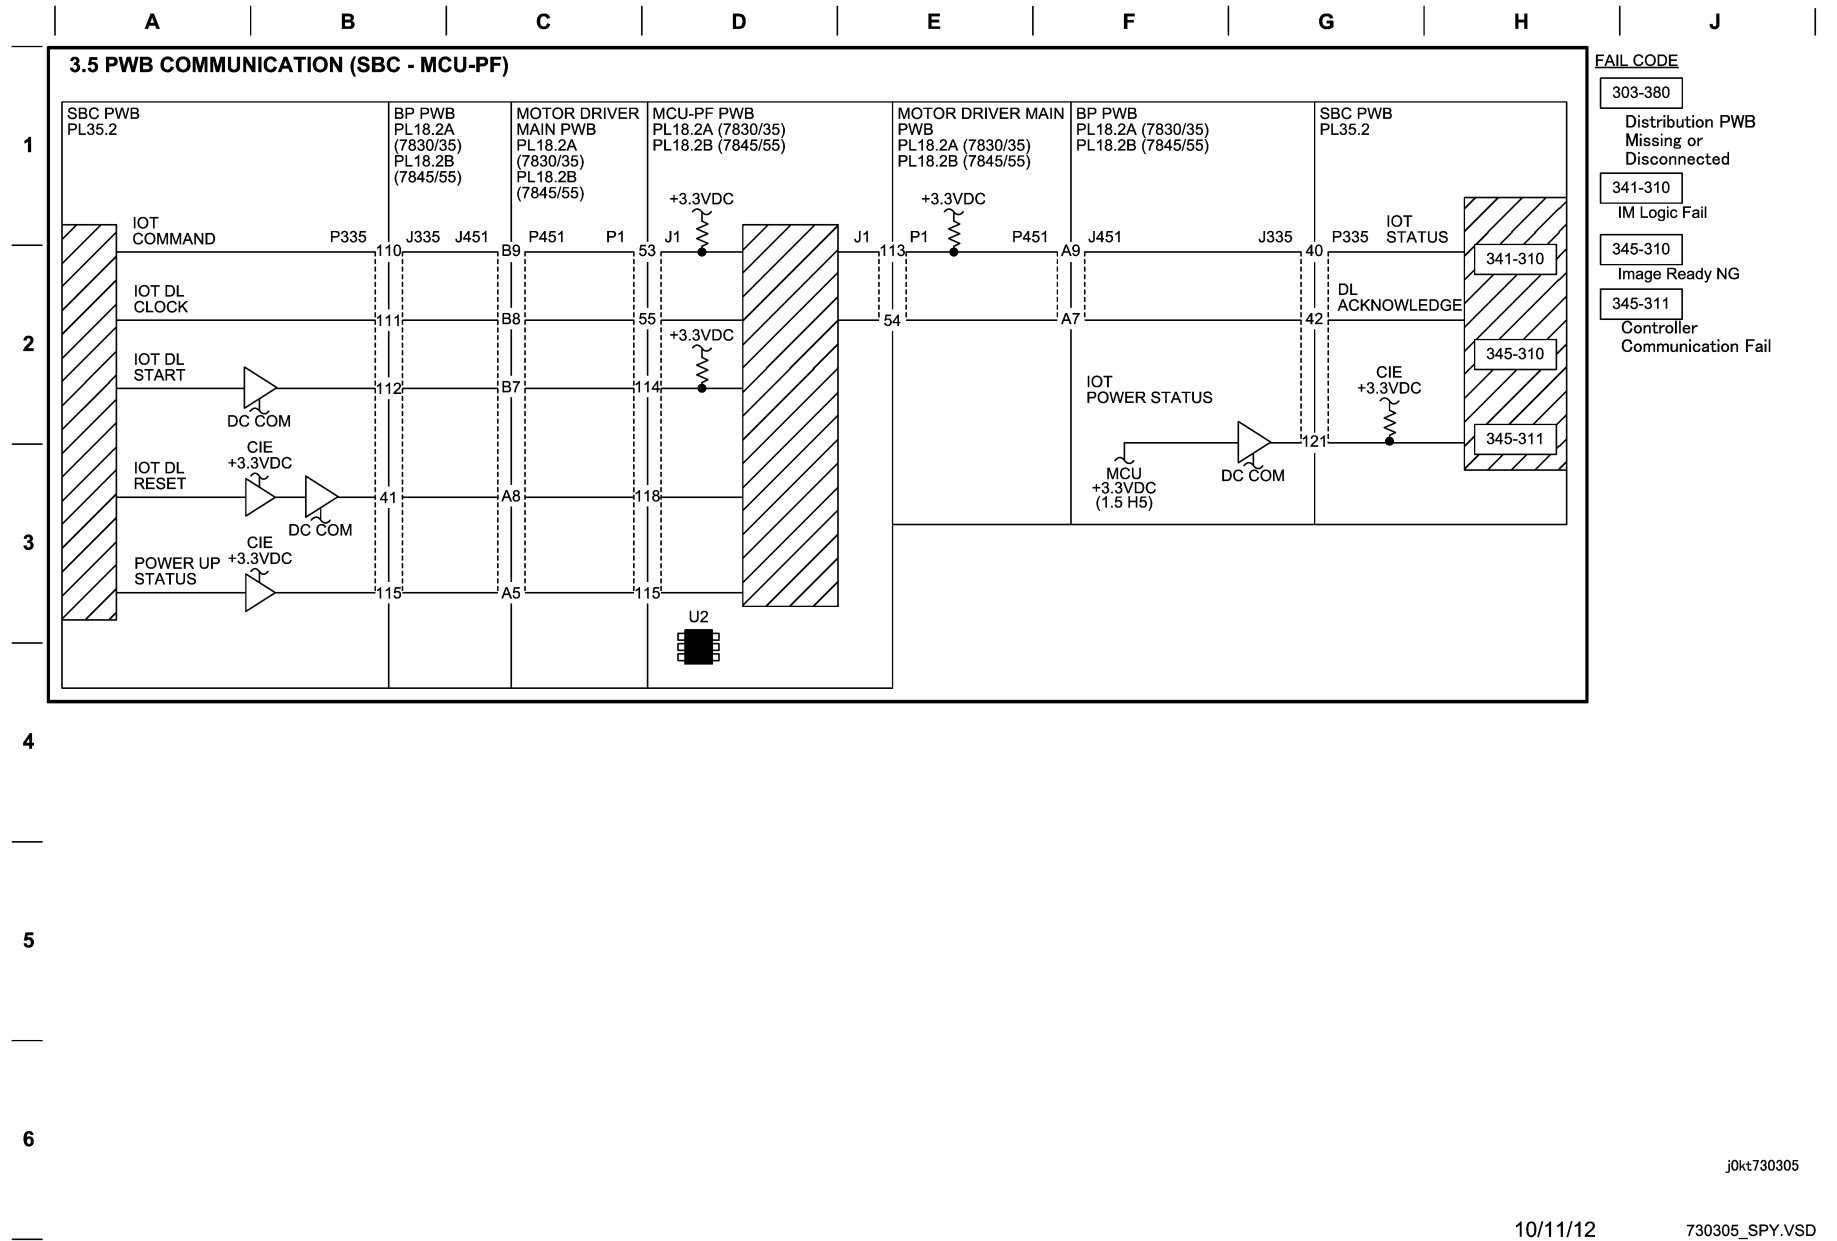 A B C D E F G H J
3.5 PWB COMMUNICATION (SBC - MCU-PF)
1
2
3
4
5
6
SBC PWB
PL35.2
BP PWB
PL18.2A
(7830/35)
PL18.2B
(7845/55)
MOTOR DRIVER
MAIN PWB
PL18.2A
(7830/35)
PL18.2B
(7845/55)
MCU-PF PWB
PL18.2A (7830/35)
PL18.2B (7845/55)
MOTOR DRIVER MAIN
PWB
PL18.2A (7830/35)
PL18.2B (7845/55)
BP PWB
PL18.2A (7830/35)
PL18.2B (7845/55)
SBC PWB
PL35.2
+3.3VDC
+3.3VDC
IOT
COMMAND
P335 J335 J451 P451 P1 J1
110 B9 53
J1 P1 P451 J451 J335 P335
IOT
STATUS
113 A9 40
341-310
IOT DL
CLOCK
111 B8 55
+3.3VDC
54 A7 42
DL
ACKNOWLEDGE
345-310
IOT DL
START
112 B7 114
DC COM
IOT
POWER STATUS
CIE
+3.3VDC
121
345-311
MCU
+3.3VDC
(1.5 H5)
DC COM
IOT DL
RESET
CIE
+3.3VDC
DC COM
41 A8 118
POWER UP
STATUS
CIE
+3.3VDC
115 A5 115
U2
FAIL CODE
303-380
Distribution PWB
Missing or
Disconnected
341-310
IM Logic Fail
345-310
Image Ready NG
345-311
Controller
Communication Fail
j0kt730305
10/11/12
730305_SPY.VSD